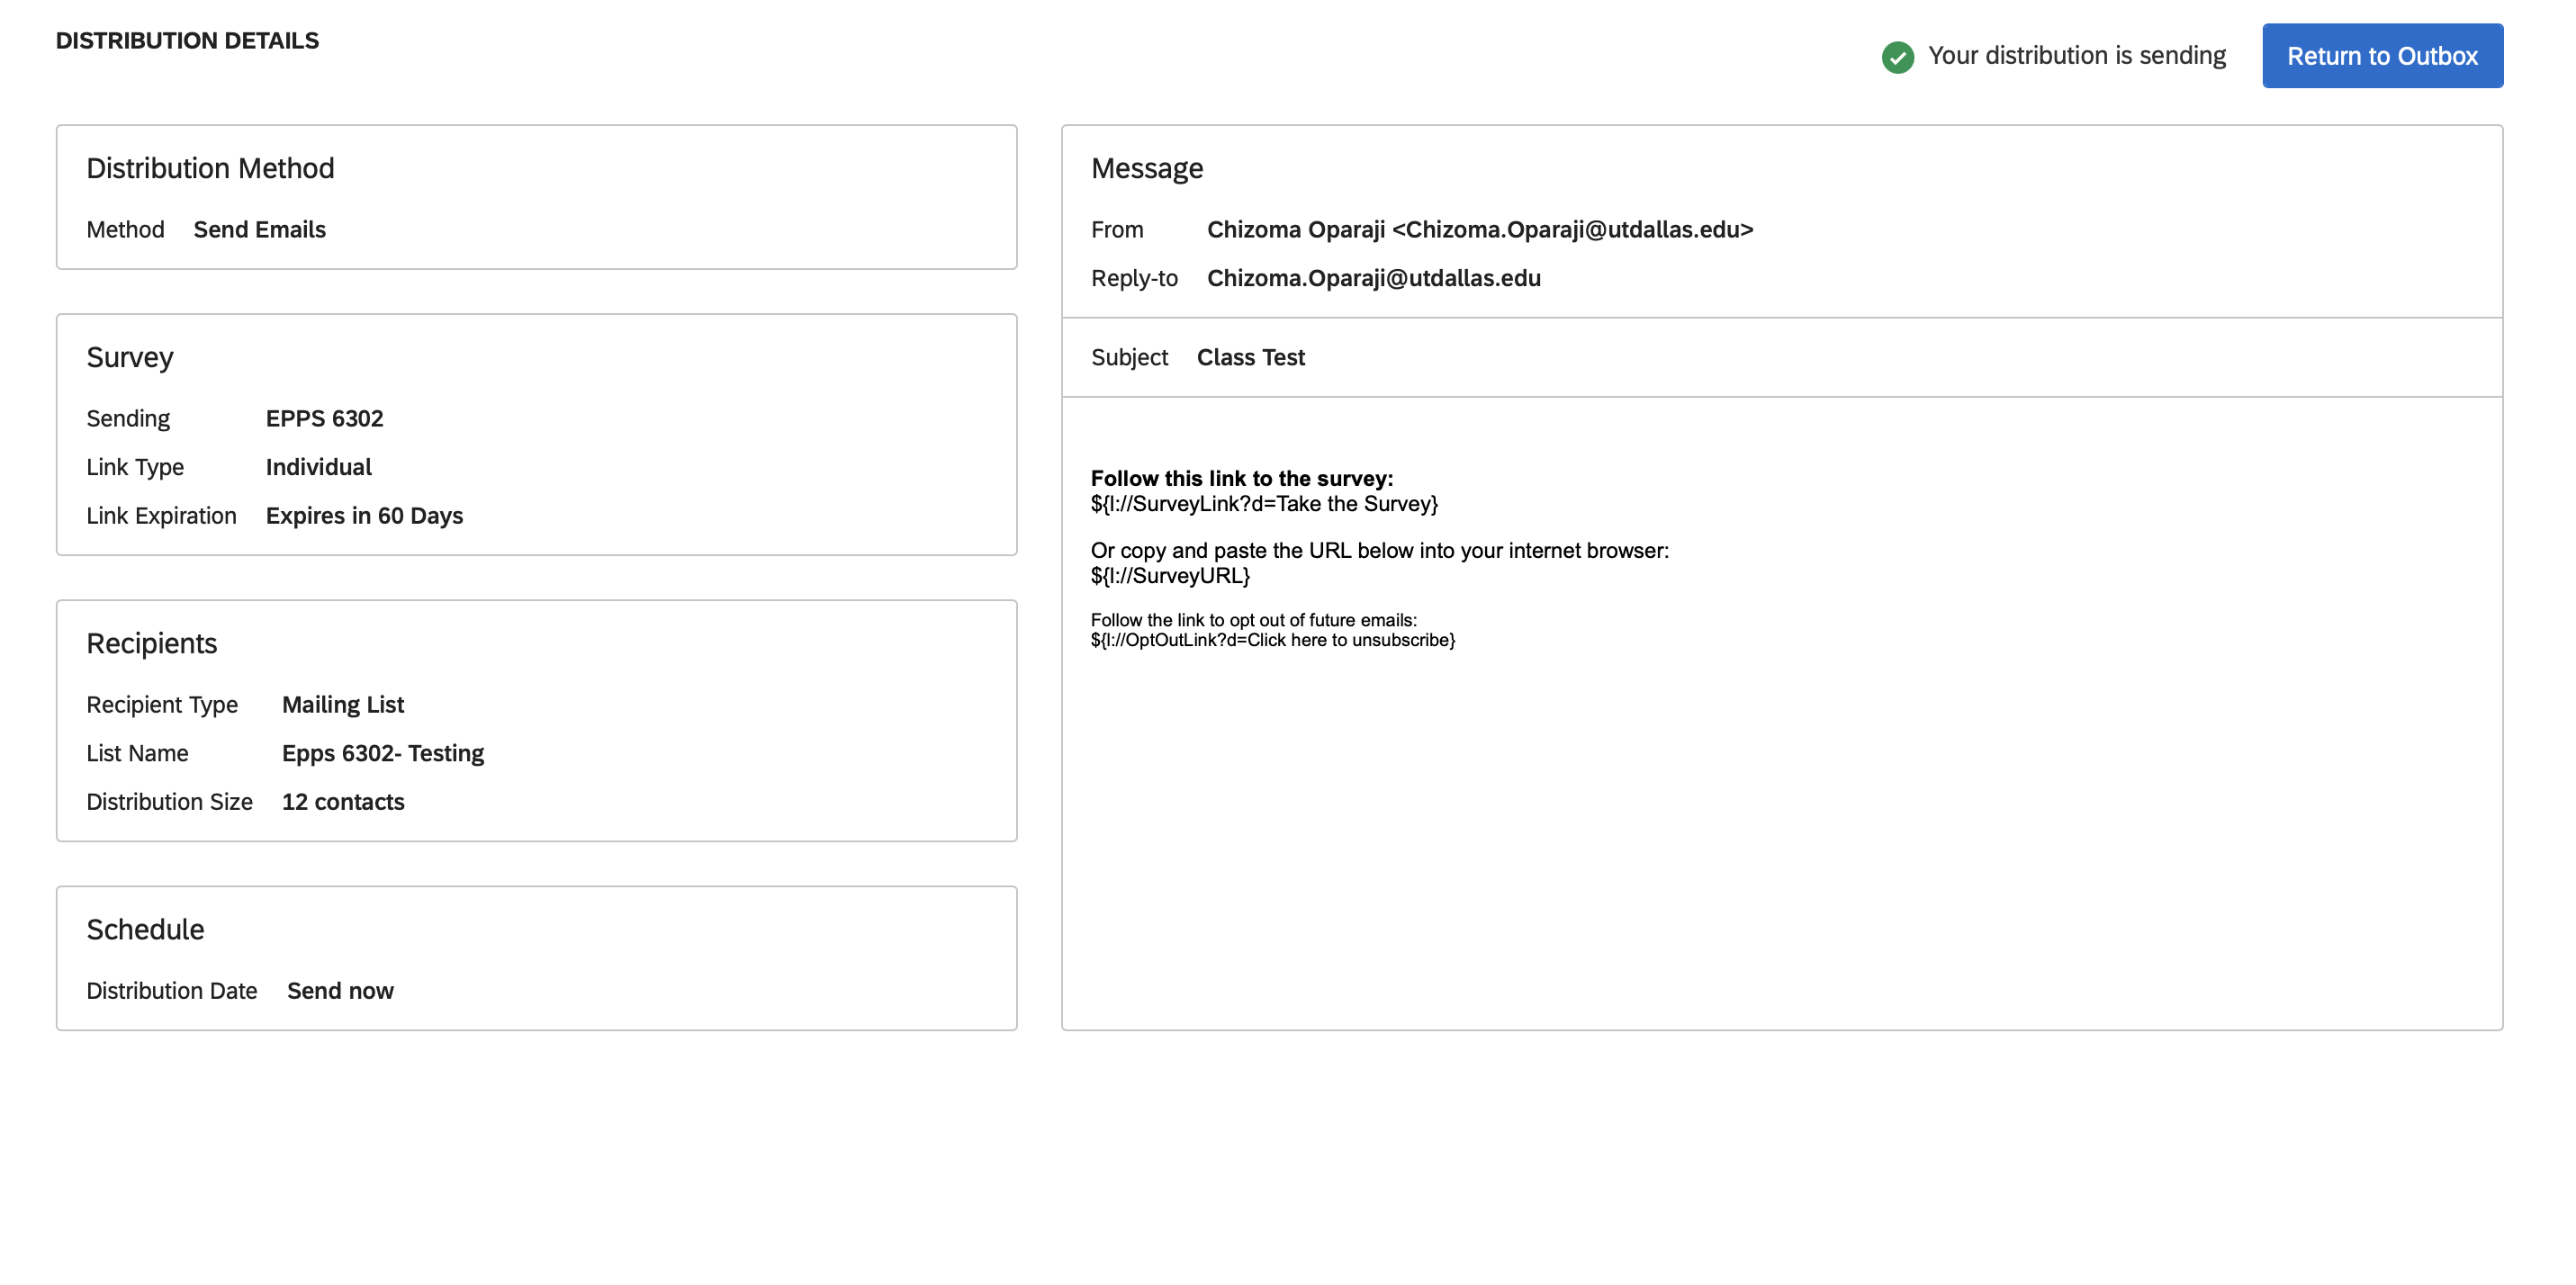 DISTRIBUTION DETAILS
Your distribution is sending
Return to Outbox
Distribution Method
Method Send Emails
Survey
Sending EPPS 6302
Link Type Individual
Link Expiration Expires in 60 Days
Recipients
Recipient Type Mailing List
List Name Epps 6302- Testing
Distribution Size 12 contacts
Schedule
Distribution Date Send now
Message
From Chizoma Oparaji <Chizoma.Oparaji@utdallas.edu>
Reply-to Chizoma.Oparaji@utdallas.edu
Subject Class Test
Follow this link to the survey:
${l://SurveyLink?d=Take the Survey}
Or copy and paste the URL below into your internet browser:
${l://SurveyURL}
Follow the link to opt out of future emails:
${l://OptOutLink?d=Click here to unsubscribe}